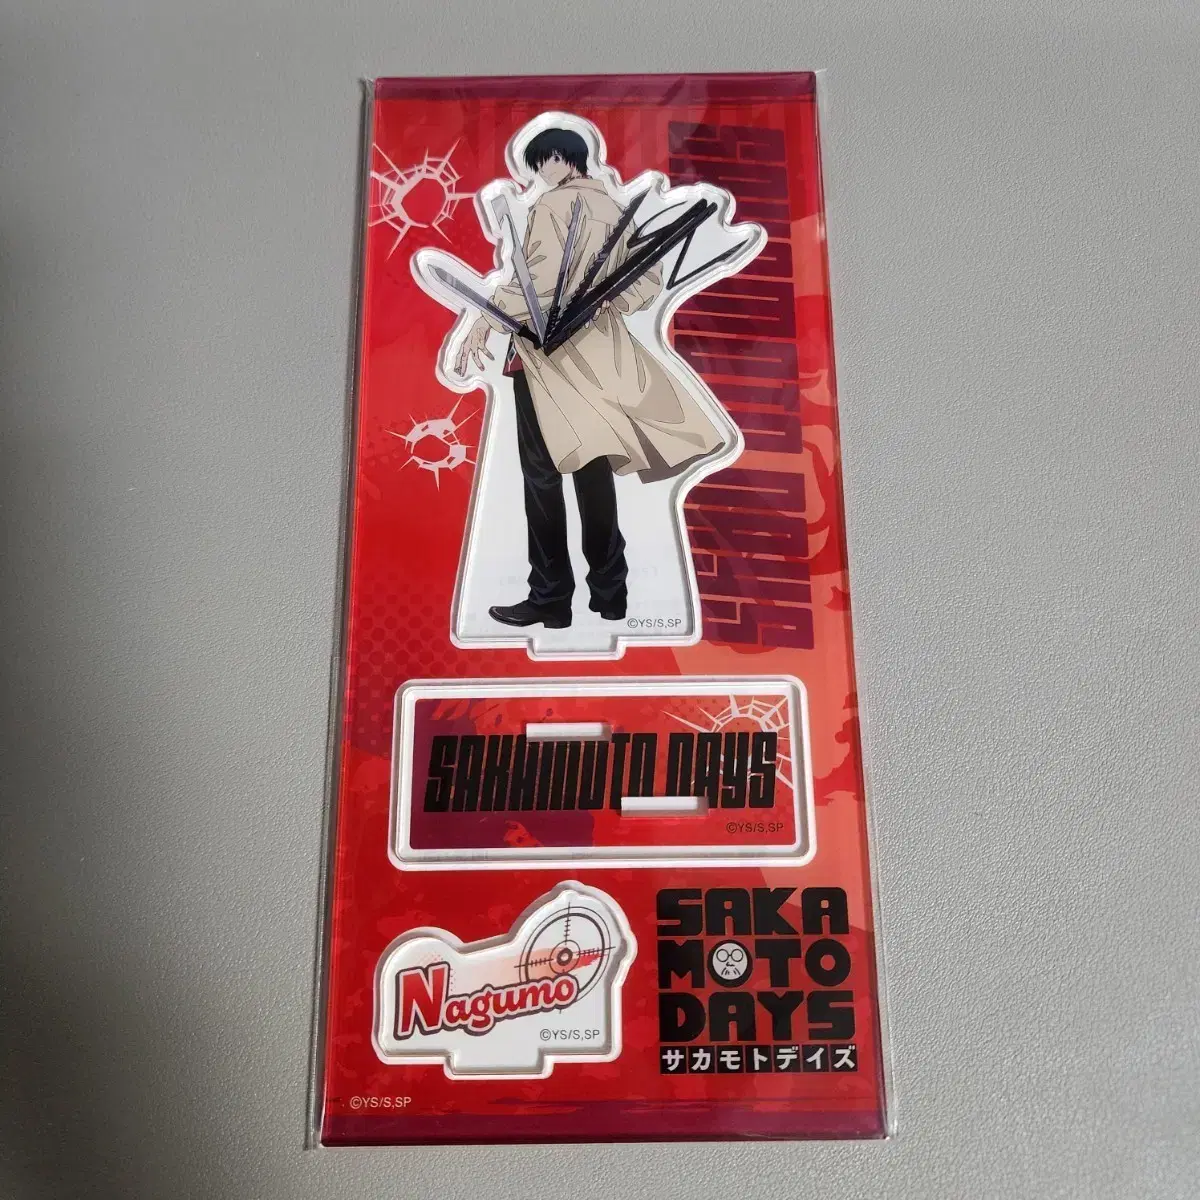 SAKAMOTO DAYS
©YS/S,SP
SAKAMOTO DAYS
©YS/S,SP
Nagumo
©YS/S,SP
SAKA
MOTO
DAYS
サカモトデイズ
©YS/S,SP